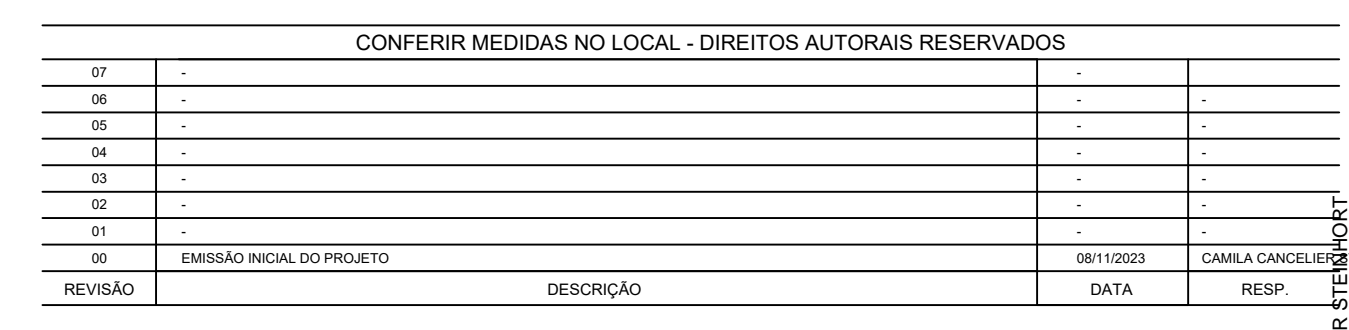 CONFERIR MEDIDAS NO LOCAL - DIREITOS AUTORAIS RESERVADOS
07 - -
06 - - -
05 - - -
04 - - -
03 - - -
02 - - -
01 - - -
00 EMISSÃO INICIAL DO PROJETO 08/11/2023 CAMILA CANCELIER
REVISÃO DESCRIÇÃO DATA RESP.
R STEINHORT